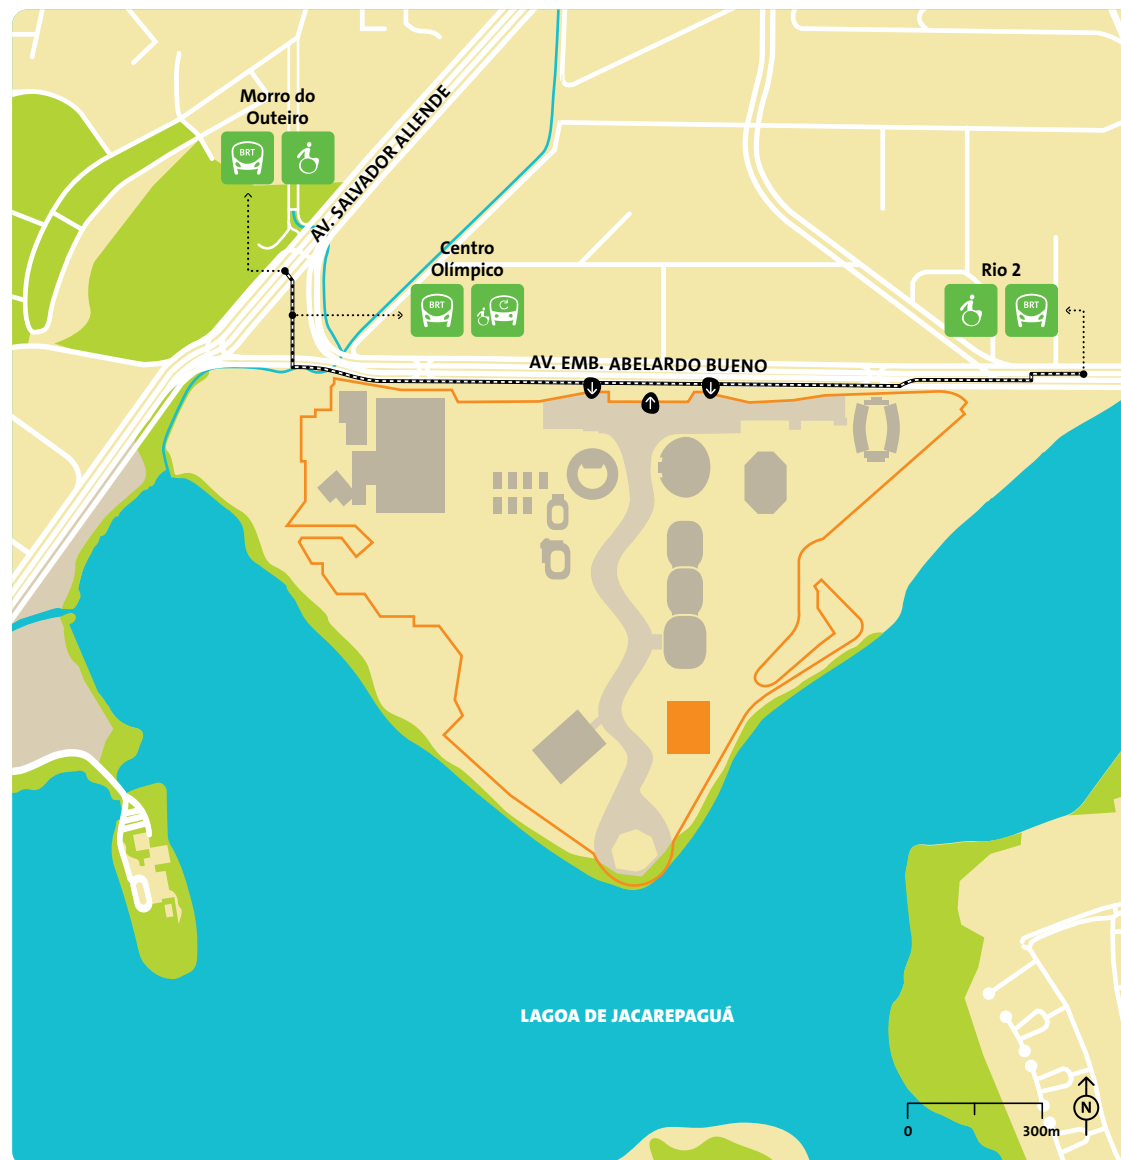 Morro do
Outeiro
BRT
AV. SALVADOR ALLENDE
Centro
Olímpico
BRT
Rio 2
BRT
AV. EMB. ABELARDO BUENO
LAGOA DE JACAREPAGUÁ
N
0
300m